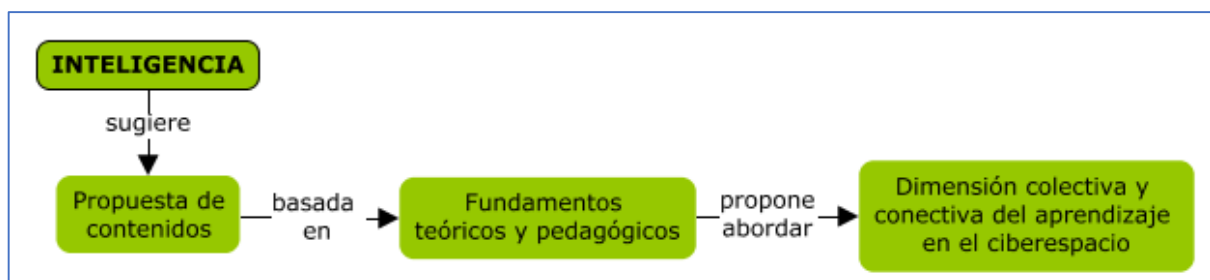 INTELIGENCIA
sugiere
Propuesta de
contenidos
basada
en
Fundamentos
teóricos y pedagógicos
propone
abordar
Dimensión colectiva y
conectiva del aprendizaje
en el ciberespacio